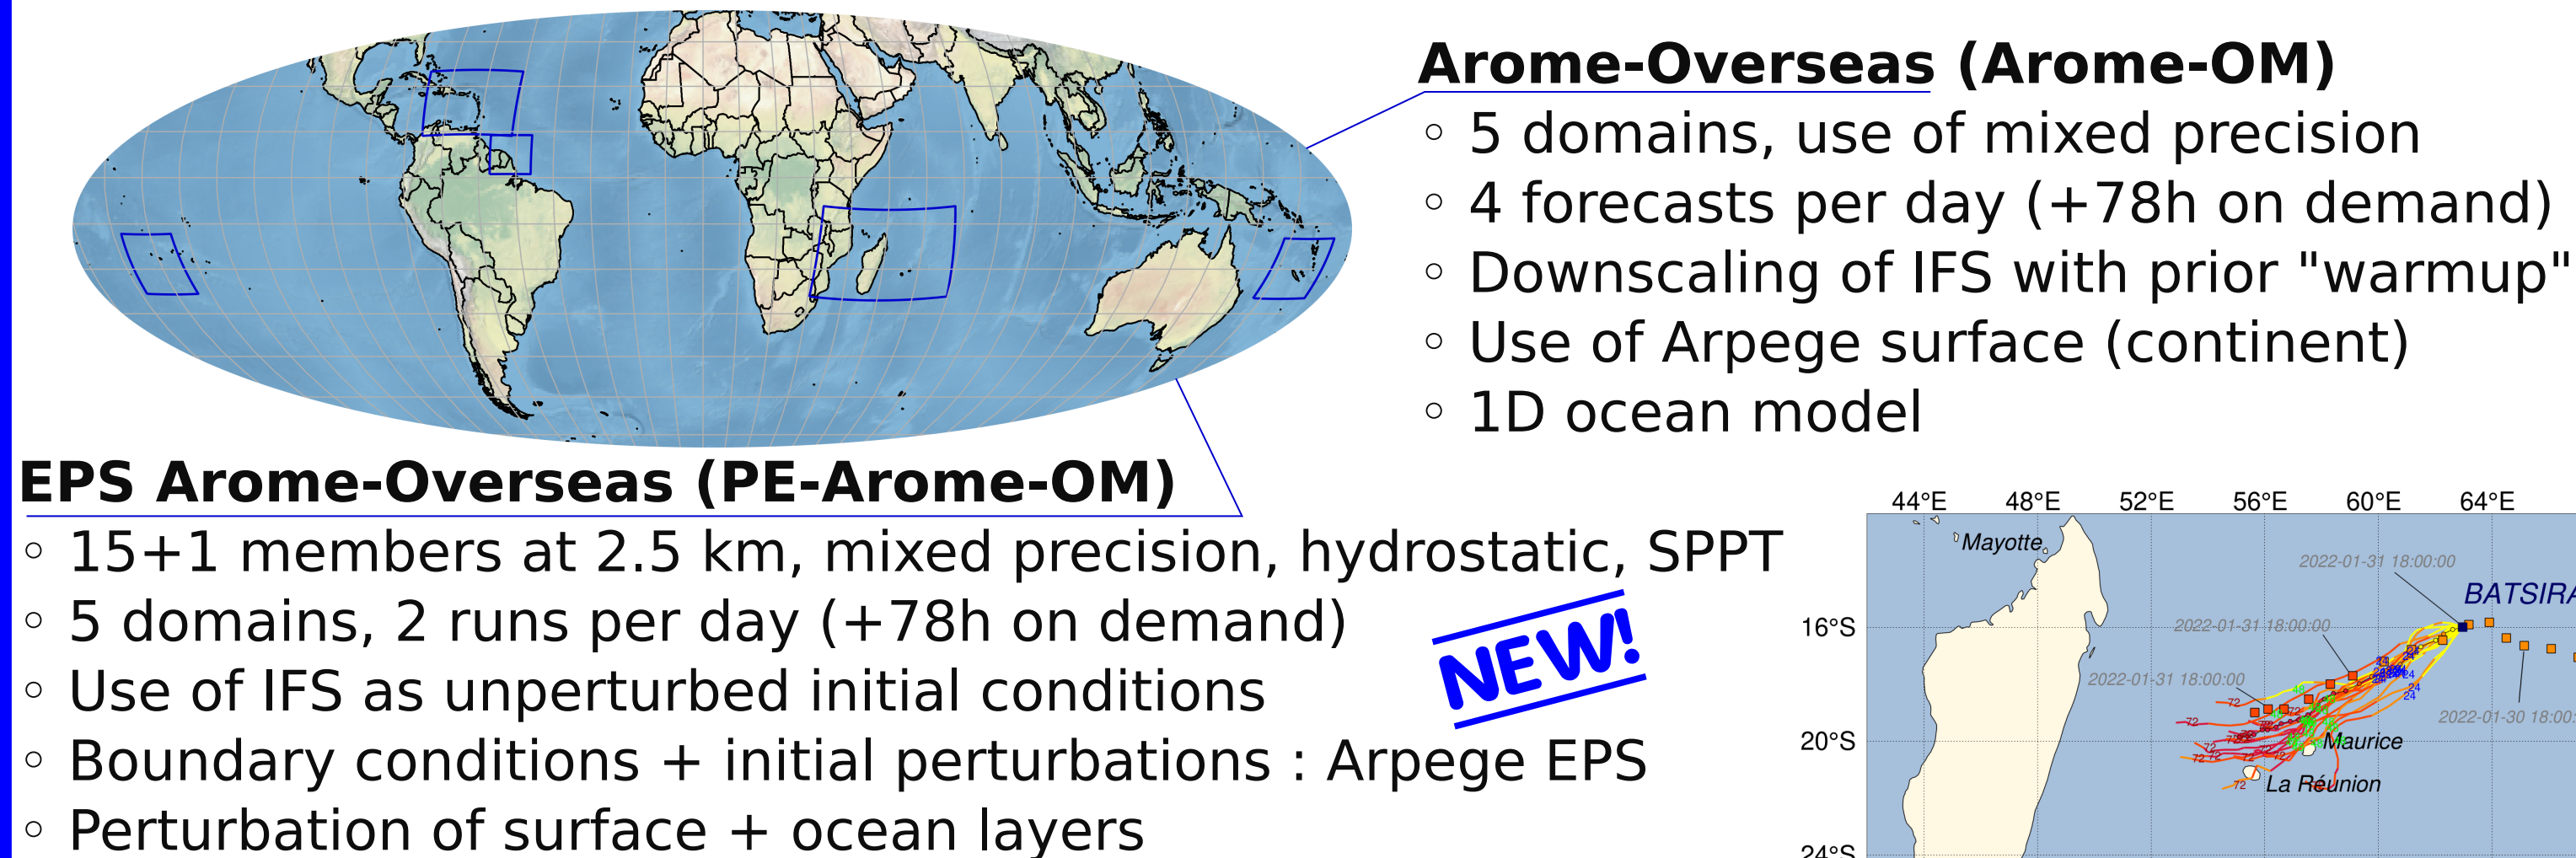 Arome-Overseas (Arome-OM)
◦ 5 domains, use of mixed precision
◦ 4 forecasts per day (+78h on demand)
◦ Downscaling of IFS with prior "warmup"
◦ Use of Arpege surface (continent)
◦ 1D ocean model
EPS Arome-Overseas (PE-Arome-OM)
◦ 15+1 members at 2.5 km, mixed precision, hydrostatic, SPPT
◦ 5 domains, 2 runs per day (+78h on demand)
◦ Use of IFS as unperturbed initial conditions
◦ Boundary conditions + initial perturbations : Arpege EPS
◦ Perturbation of surface + ocean layers
NEW!
44°E 48°E 52°E 56°E 60°E 64°E
Mayotte
2022-01-31 18:00:00
BATSIRA
16°S
2022-01-31 18:00:00
2022-01-31 18:00:00
2022-01-30 18:00:
20°S
Maurice
La Réunion
24°S